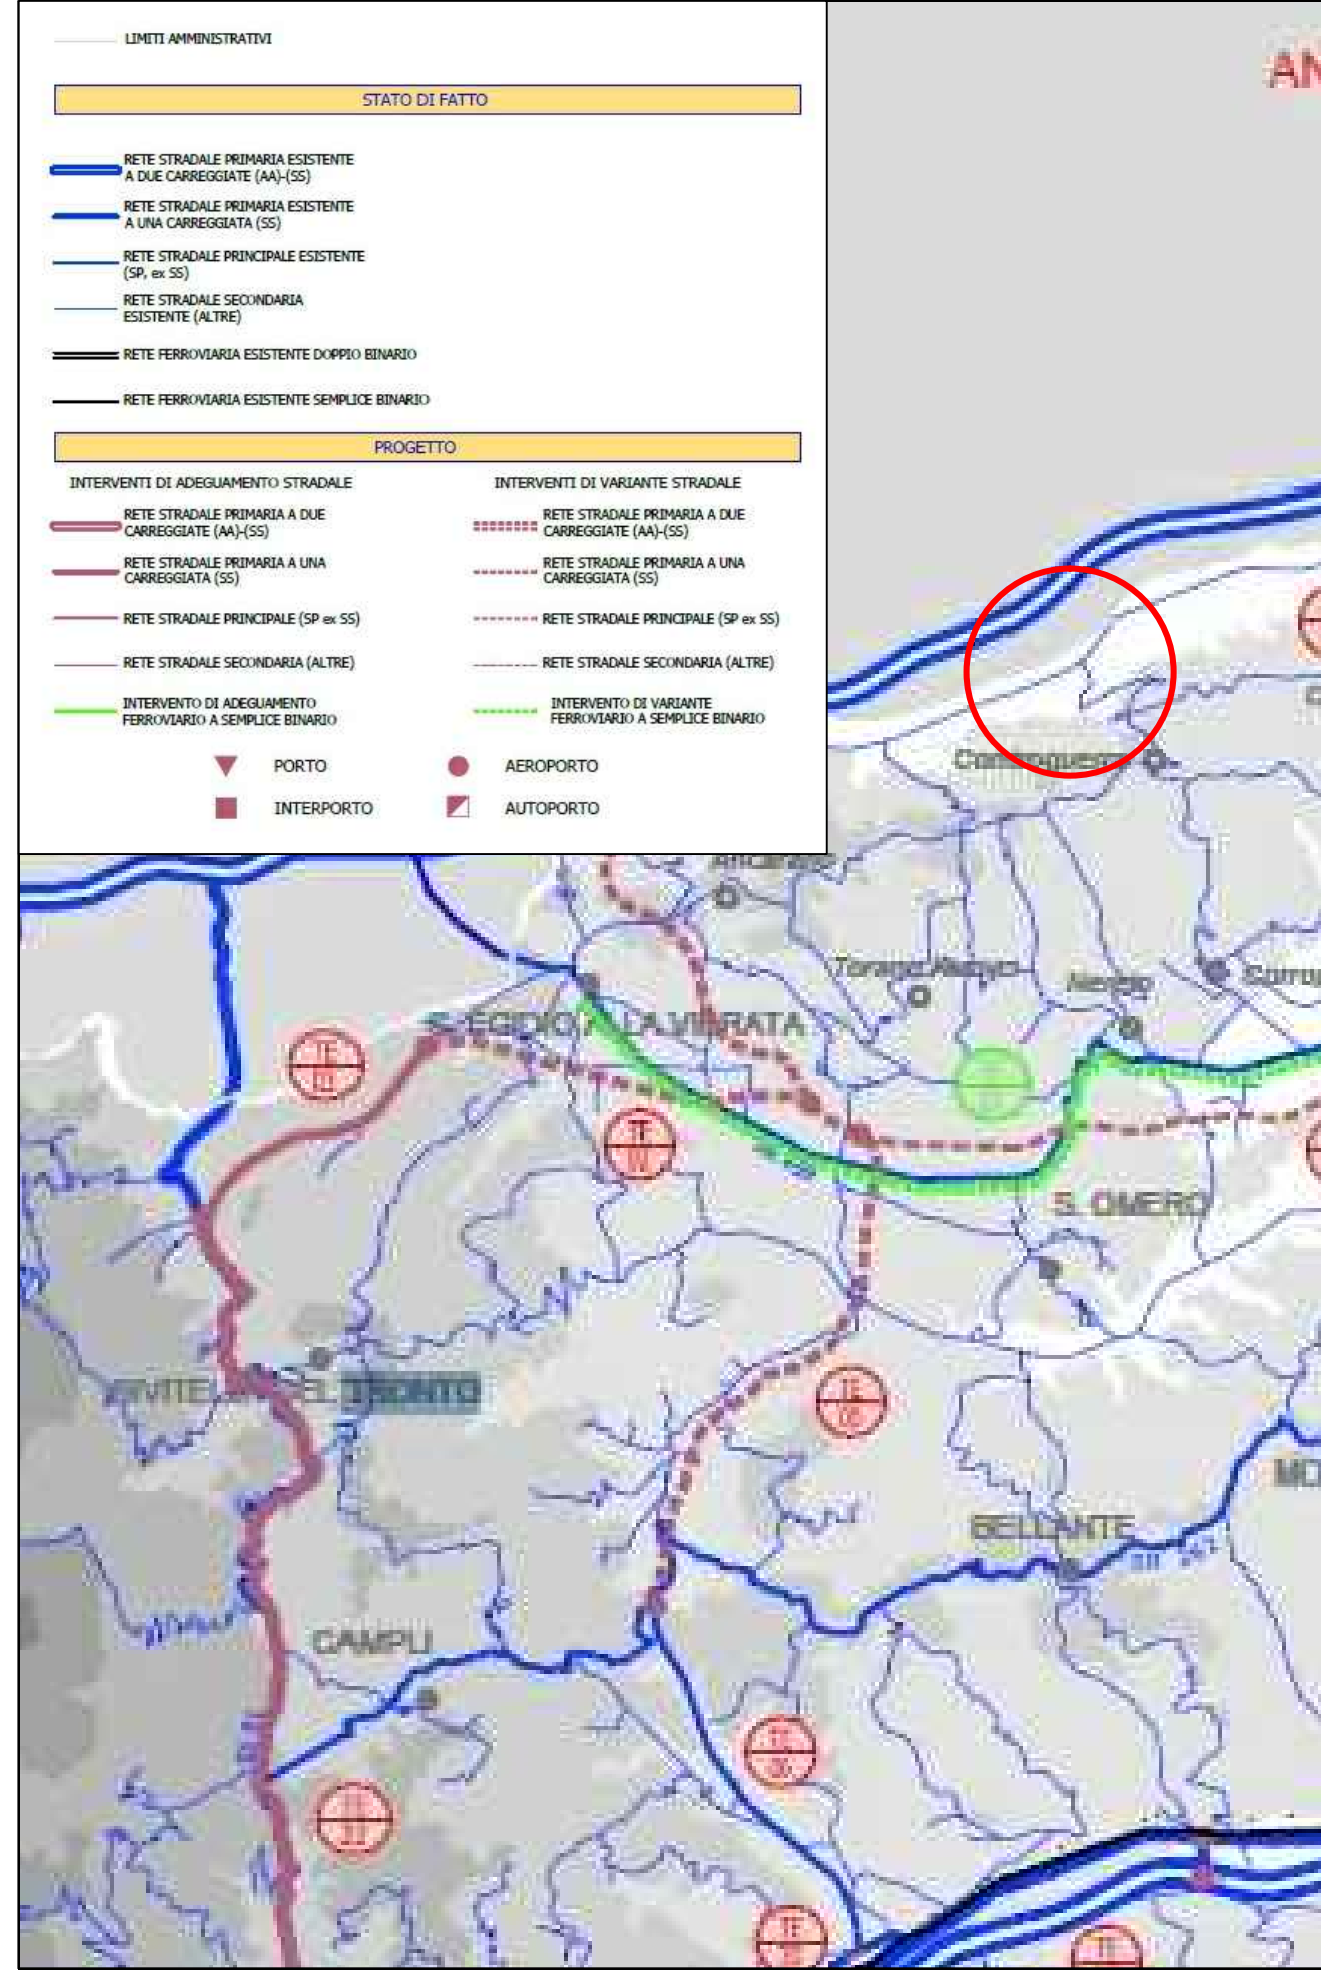 LIMITI AMMINISTRATIVI
STATO DI FATTO
RETE STRADALE PRIMARIA ESISTENTE
A DUE CARREGGIATE (AA)-(SS)
RETE STRADALE PRIMARIA ESISTENTE
A UNA CARREGGIATA (SS)
RETE STRADALE PRINCIPALE ESISTENTE
(SP, ex SS)
RETE STRADALE SECONDARIA
ESISTENTE (ALTRE)
RETE FERROVIARIA ESISTENTE DOPPIO BINARIO
RETE FERROVIARIA ESISTENTE SEMPLICE BINARIO
PROGETTO
INTERVENTI DI ADEGUAMENTO STRADALE
RETE STRADALE PRIMARIA A DUE
CARREGGIATE (AA)-(SS)
RETE STRADALE PRIMARIA A UNA
CARREGGIATA (SS)
RETE STRADALE PRINCIPALE (SP ex SS)
RETE STRADALE SECONDARIA (ALTRE)
INTERVENTO DI ADEGUAMENTO
FERROVIARIO A SEMPLICE BINARIO
INTERVENTI DI VARIANTE STRADALE
RETE STRADALE PRIMARIA A DUE
CARREGGIATE (AA)-(SS)
RETE STRADALE PRIMARIA A UNA
CARREGGIATA (SS)
RETE STRADALE PRINCIPALE (SP ex SS)
RETE STRADALE SECONDARIA (ALTRE)
INTERVENTO DI VARIANTE
FERROVIARIO A SEMPLICE BINARIO
PORTO
AEROPORTO
INTERPORTO
AUTOPORTO
AN
Nereto
Corro
S. OMERO
TRONTO
MO
BELLANTE
CAMPLI